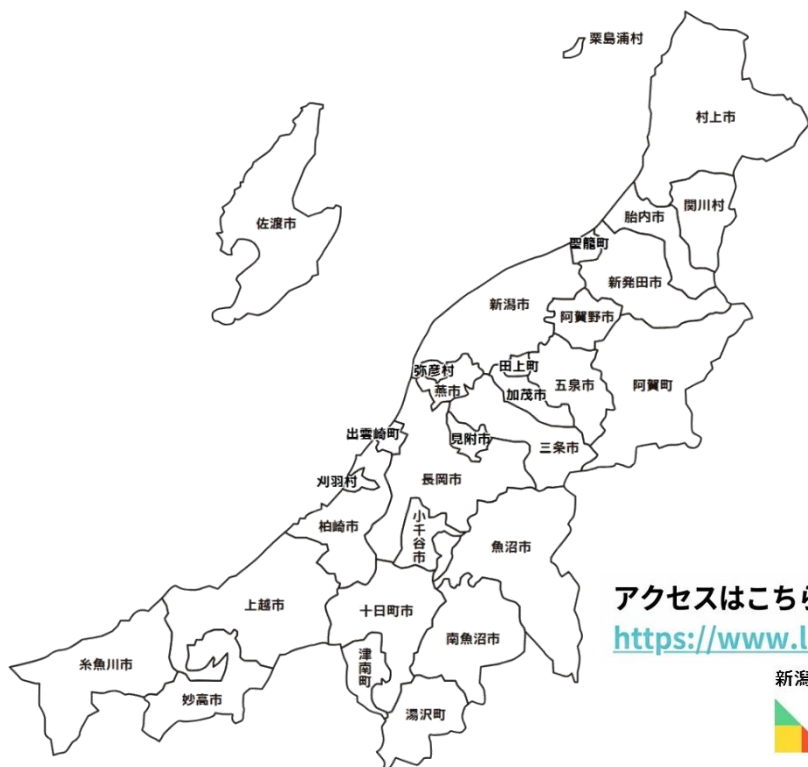 粟島浦村
村上市
関川村
胎内市
佐渡市
聖籠町
新発田市
新潟市
阿賀野市
田上町
弥彦村
五泉市
阿賀町
燕市
加茂市
出雲崎町
見附市
三条市
長岡市
刈羽村
柏崎市
小千谷市
魚沼市
上越市
十日町市
南魚沼市
糸魚川市
津南町
妙高市
湯沢町
アクセスはこちら
https://www.l
新潟